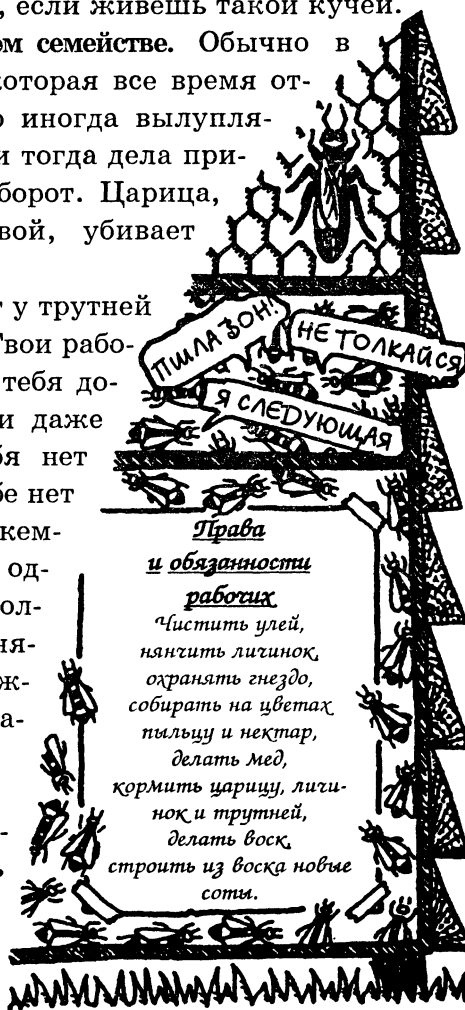 , если живешь такой кучей.
ом семействе. Обычно в
которая все время от-
о иногда вылупля-
и тогда дела при-
борот. Царица,
вой, убивает
т у трутней
Твои рабо-
тебя до-
и даже
бя нет
бе нет
кем-
од-
ол-
ня-
ж-
а-
ПШЛА ВОН!
НЕ ТОЛКАЙСЯ
Я СЛЕДУЮЩАЯ
Права
и обязанности
рабочих
Чистить улей,
нянчить личинок,
охранять гнездо,
собирать на цветах
пыльцу и нектар,
делать мед,
кормить царицу, личи-
нок и трутней,
делать воск,
строить из воска новые
соты.